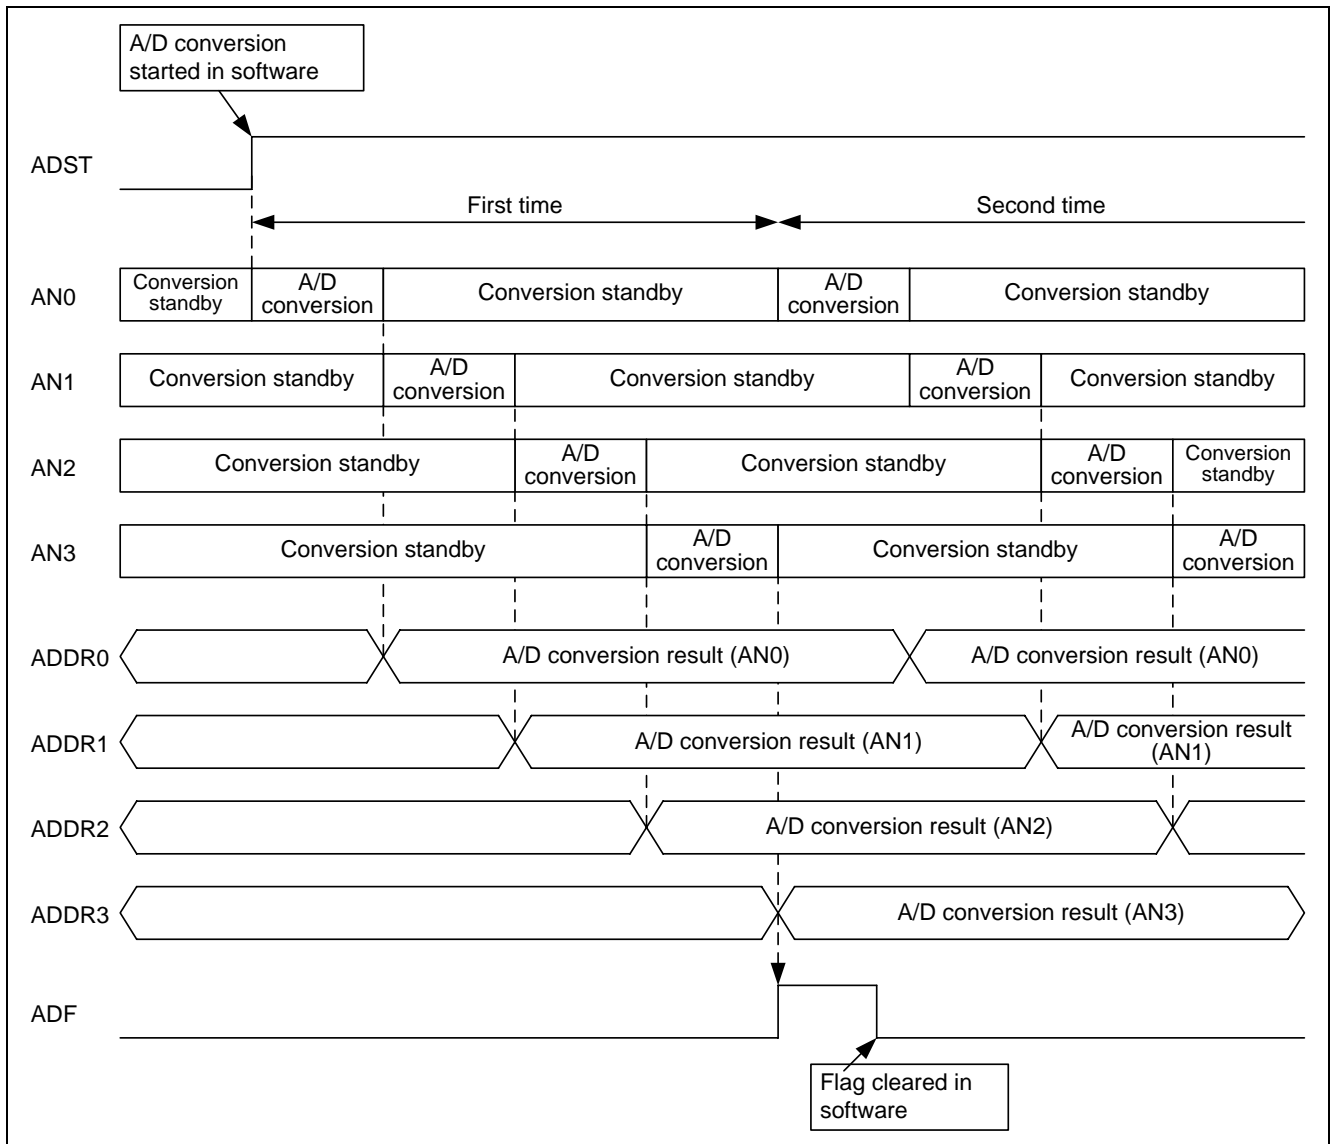 A/D conversion
started in software
ADST
First time
Second time
AN0
Conversion
standby
A/D
conversion
Conversion standby
A/D
conversion
Conversion standby
AN1
Conversion standby
A/D
conversion
Conversion standby
A/D
conversion
Conversion standby
AN2
Conversion standby
A/D
conversion
Conversion standby
A/D
conversion
Conversion
standby
AN3
Conversion standby
A/D
conversion
Conversion standby
A/D
conversion
ADDR0
A/D conversion result (AN0)
A/D conversion result (AN0)
ADDR1
A/D conversion result (AN1)
A/D conversion result
(AN1)
ADDR2
A/D conversion result (AN2)
ADDR3
A/D conversion result (AN3)
ADF
Flag cleared in
software